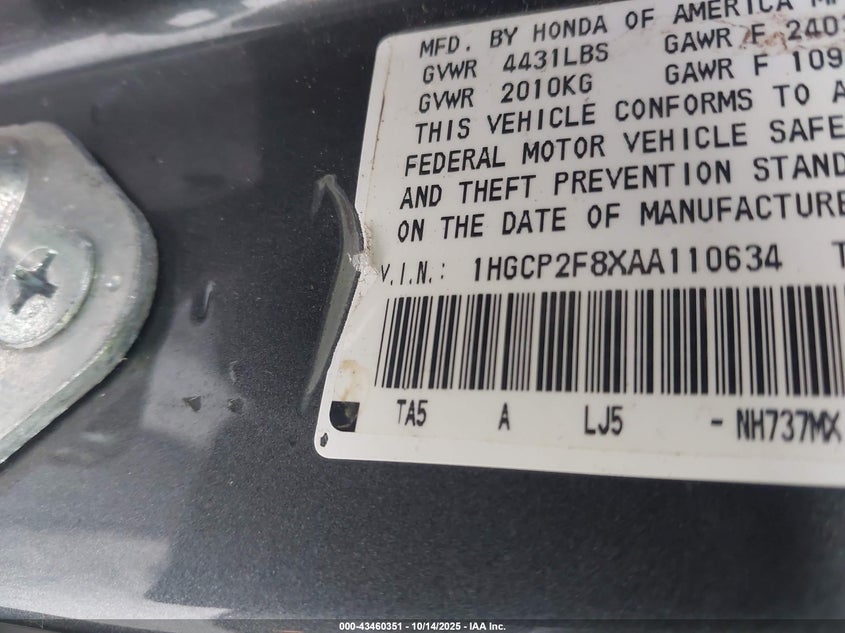 MFD. BY HONDA OF AMERICA
GVWR 4431LBS GAWR F 240
GVWR 2010KG GAWR F 109
THIS VEHICLE CONFORMS TO A
FEDERAL MOTOR VEHICLE SAFE
AND THEFT PREVENTION STAND
ON THE DATE OF MANUFACTURE
V.I.N.: 1HGCP2F8XAA110634 T
TA5 A LJ5 - NH737MX
000-43460351 | 10/14/2025 - IAA Inc.